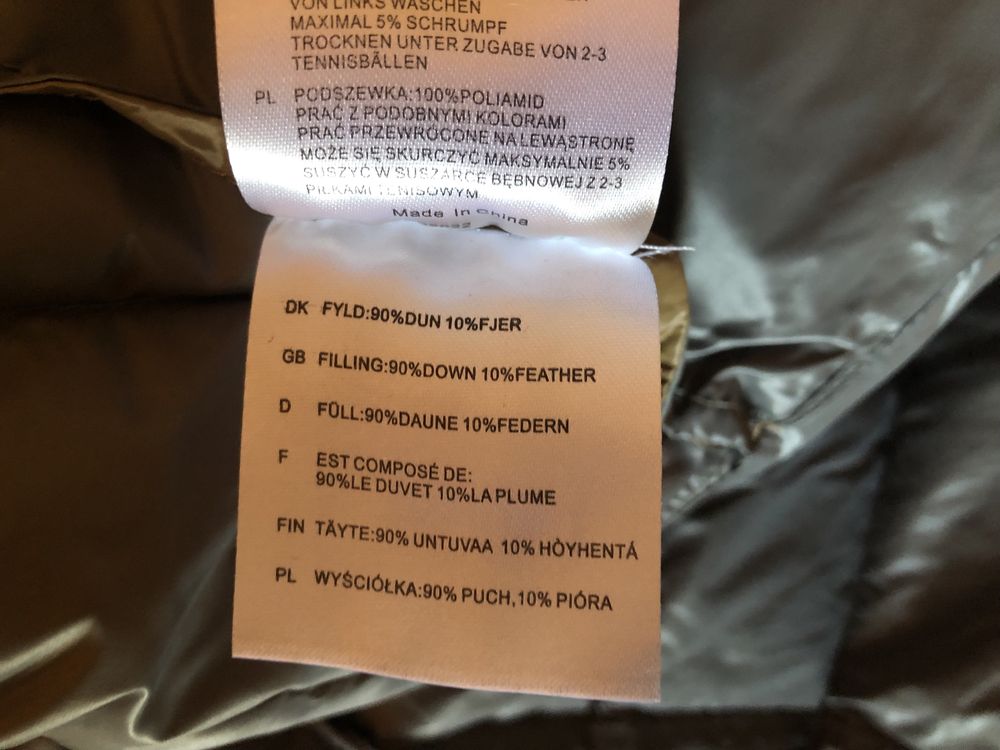 VON LINKS WASCHEN
MAXIMAL 5% SCHRUMPF
TROCKNEN UNTER ZUGABE VON 2-3
TENNISBÄLLEN
PL PODSZEWKA:100%POLIAMID
PRAĆ Z PODOBNYMI KOLORAMI
PRAĆ PRZEWRÓCONE NA LEWĄSTRONĘ
MOŻE SIĘ SKURCZYĆ MAKSYMALNIE 5%
SUSZYĆ W SUSZARCE BĘBNOWEJ Z 2-3
PIŁKAMI TENISOWYM
Made In China
DK FYLD:90%DUN 10%FJER
GB FILLING:90%DOWN 10%FEATHER
D FÜLL:90%DAUNE 10%FEDERN
F EST COMPOSÉ DE:
90%LE DUVET 10%LA PLUME
FIN TÄYTE:90% UNTUVAA 10% HÒYHENTÁ
PL WYŚCIÓŁKA:90% PUCH,10% PIÓRA